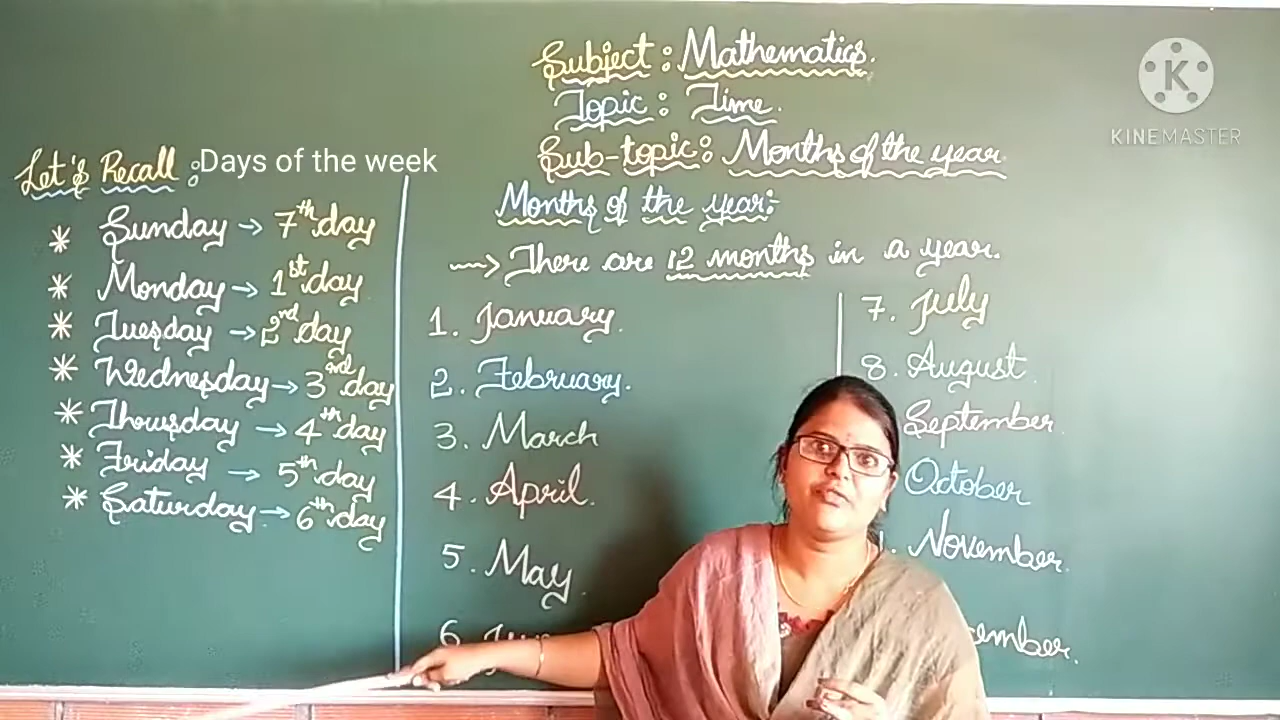 Subject: Mathematics.
Topic: Time.
Sub-topic: Months of the year.
KINEMASTER
Let's Recall : Days of the week
* Sunday → 7th day
* Monday → 1st day
* Tuesday → 2nd day
* Wednesday → 3rd day
* Thursday → 4th day
* Friday → 5th day
* Saturday → 6th day
Months of the year:-
There are 12 months in a year.
1. January.
2. February.
3. March
4. April.
5. May.
6.
7. July
8. August.
September.
October
November.
ember.